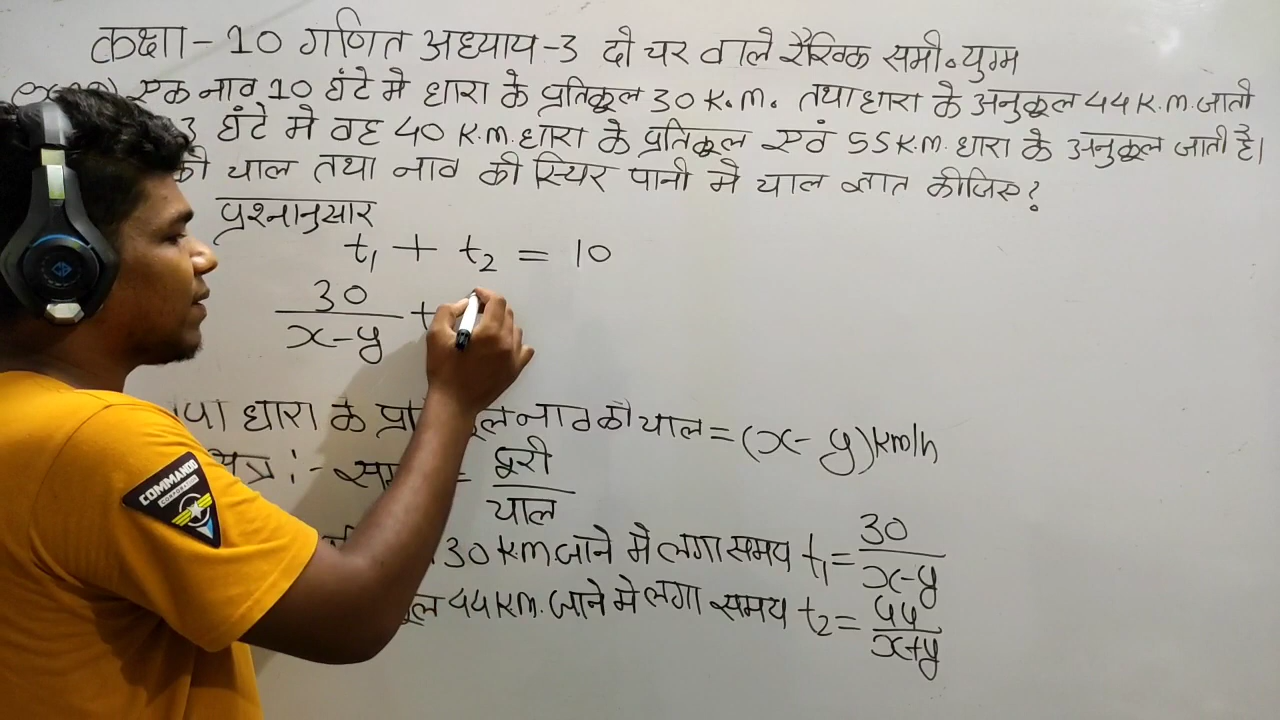 कक्षा - 10 गणित अध्याय - 3 दो चर वाले रैखिक समी० युग्म
एक नाव 10 घंटे में धारा के प्रतिकूल 30 K.m. तथा धारा के अनुकूल 44 K.m. जाती
3 घंटे में वह 40 K.m. धारा के प्रतिकूल एवं 55 K.m. धारा के अनुकूल जाती है।
की चाल तथा नाव की स्थिर पानी में चाल ज्ञात कीजिए?
प्रश्नानुसार
t₁ + t₂ = 10
30/(x-y) +
धारा के नाव की चाल = (x - y) km/h
:- = दूरी/चाल
30 Km जाने में लगा समय t₁ = 30/(x-y)
44 Km. जाने में लगा समय t₂ = 44/(x+y)
COMMANDO
CORPORATION